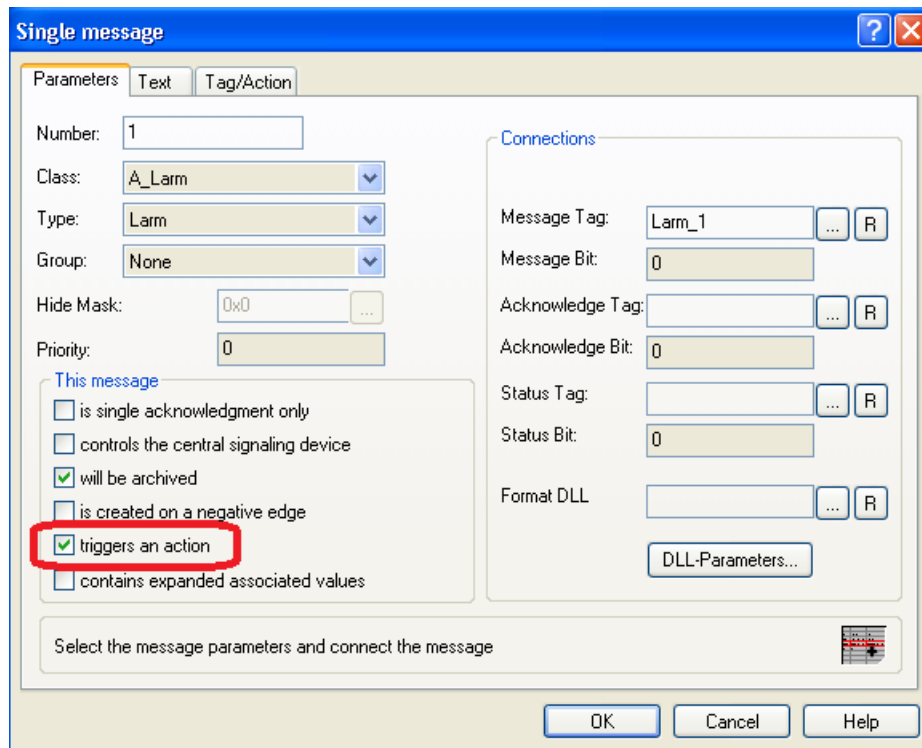 Single message
Parameters Text Tag/Action
Number: 1
Class: A_Larm
Type: Larm
Group: None
Hide Mask: 0x0 ...
Priority: 0
This message
is single acknowledgment only
controls the central signaling device
will be archived
is created on a negative edge
triggers an action
contains expanded associated values
Connections
Message Tag: Larm_1 ... R
Message Bit: 0
Acknowledge Tag: ... R
Acknowledge Bit: 0
Status Tag: ... R
Status Bit: 0
Format DLL ... R
DLL-Parameters...
Select the message parameters and connect the message
OK Cancel Help